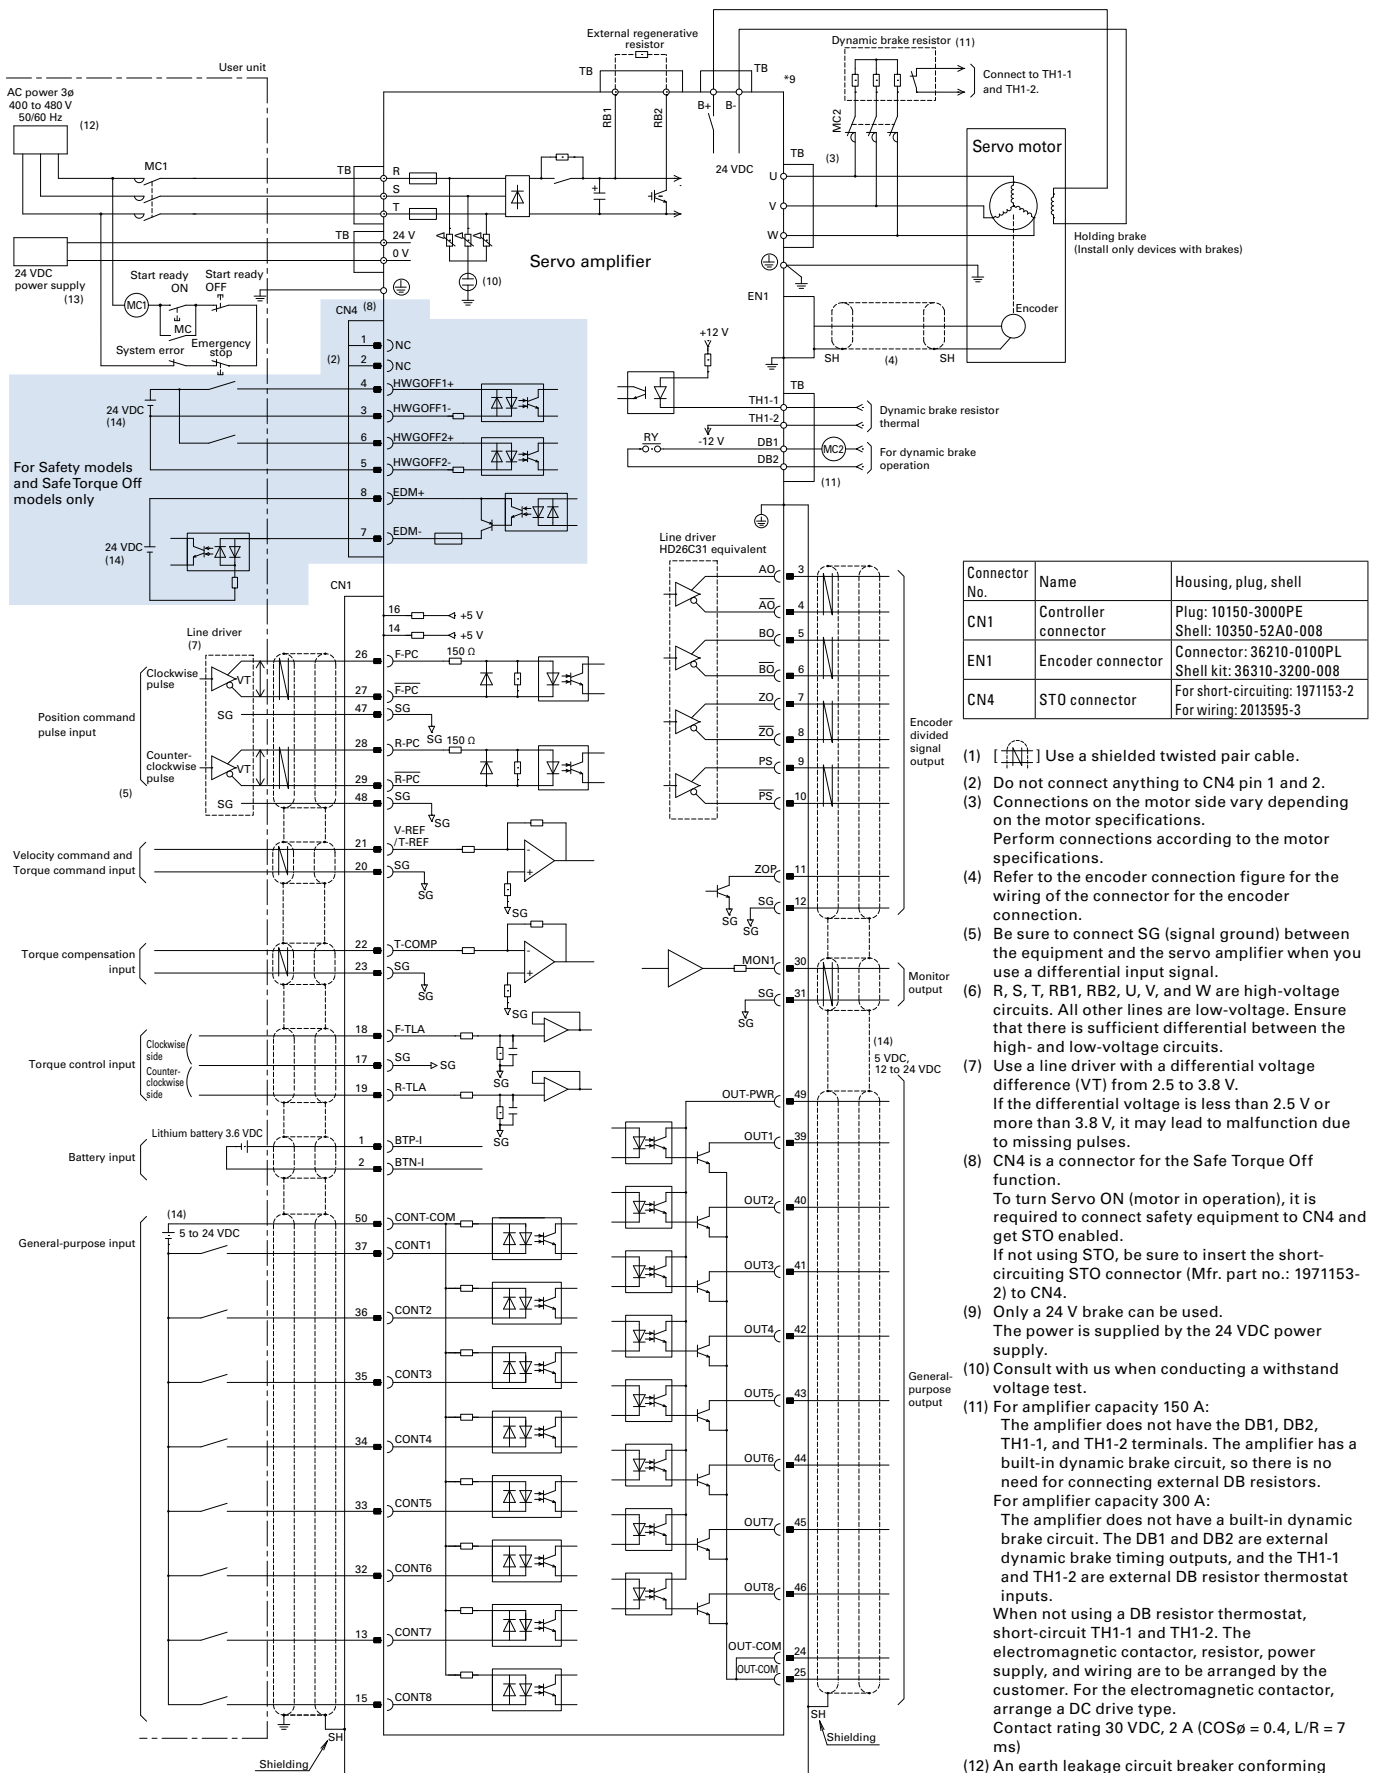 External regenerative
resistor
Dynamic brake resistor (11)
User unit
TB
TB
*9
Connect to TH1-1
and TH1-2.
AC power 3ø
400 to 480 V
50/60 Hz
(12)
RB1
RB2
B+
B-
MC2
Servo motor
MC1
TB
R
S
T
24 VDC
TB
(3)
U
V
W
TB
24 V
0 V
Holding brake
(Install only devices with brakes)
24 VDC
power supply
(13)
Start ready
ON
Start ready
OFF
(10)
Servo amplifier
MC1
MC
System error
Emergency
stop
EN1
Encoder
SH
(4)
SH
CN4
(8)
(2)
1
NC
2
NC
4
HWGOFF1+
24 VDC
(14)
3
HWGOFF1-
6
HWGOFF2+
5
HWGOFF2-
For Safety models
and Safe Torque Off
models only
8
EDM+
7
EDM-
24 VDC
(14)
+12 V
TB
TH1-1
TH1-2
-12 V
Dynamic brake resistor
thermal
RY
DB1
DB2
MC2
For dynamic brake
operation
(11)
CN1
16
+5 V
14
+5 V
Line driver
(7)
26
F-PC
150 Ω
Clockwise
pulse
VT
27
F-PC
SG
47
SG
SG
Position command
pulse input
28
R-PC
150 Ω
Counter-
clockwise
pulse
VT
29
R-PC
(5)
SG
48
SG
SG
Velocity command and
Torque command input
21
V-REF
/T-REF
20
SG
SG
SG
Torque compensation
input
22
T-COMP
23
SG
SG
SG
Torque control input
Clockwise
side
Counter-
clockwise
side
18
F-TLA
17
SG
SG
SG
19
R-TLA
SG
Battery input
Lithium battery 3.6 VDC
1
BTP-I
2
BTN-I
General-purpose input
(14)
5 to 24 VDC
50
CONT-COM
37
CONT1
36
CONT2
35
CONT3
34
CONT4
33
CONT5
32
CONT6
13
CONT7
15
CONT8
SH
Shielding
Line driver
HD26C31 equivalent
AO
3
AO
4
BO
5
BO
6
ZO
7
ZO
8
PS
9
PS
10
Encoder
divided
signal
output
ZOP
11
SG
12
SG
SG
MON1
30
SG
31
SG
Monitor
output
(14)
5 VDC,
12 to 24 VDC
OUT-PWR
49
OUT1
39
OUT2
40
OUT3
41
OUT4
42
OUT5
43
OUT6
44
OUT7
45
OUT8
46
OUT-COM
24
OUT-COM
25
General-
purpose
output
SH
Shielding
Connector No. Name Housing, plug, shell
CN1 Controller connector Plug: 10150-3000PE Shell: 10350-52A0-008
EN1 Encoder connector Connector: 36210-0100PL Shell kit: 36310-3200-008
CN4 STO connector For short-circuiting: 1971153-2 For wiring: 2013595-3
(1) [ ] Use a shielded twisted pair cable.
(2) Do not connect anything to CN4 pin 1 and 2.
(3) Connections on the motor side vary depending
on the motor specifications.
Perform connections according to the motor
specifications.
(4) Refer to the encoder connection figure for the
wiring of the connector for the encoder
connection.
(5) Be sure to connect SG (signal ground) between
the equipment and the servo amplifier when you
use a differential input signal.
(6) R, S, T, RB1, RB2, U, V, and W are high-voltage
circuits. All other lines are low-voltage. Ensure
that there is sufficient differential between the
high- and low-voltage circuits.
(7) Use a line driver with a differential voltage
difference (VT) from 2.5 to 3.8 V.
If the differential voltage is less than 2.5 V or
more than 3.8 V, it may lead to malfunction due
to missing pulses.
(8) CN4 is a connector for the Safe Torque Off
function.
To turn Servo ON (motor in operation), it is
required to connect safety equipment to CN4 and
get STO enabled.
If not using STO, be sure to insert the short-
circuiting STO connector (Mfr. part no.: 1971153-
2) to CN4.
(9) Only a 24 V brake can be used.
The power is supplied by the 24 VDC power
supply.
(10) Consult with us when conducting a withstand
voltage test.
(11) For amplifier capacity 150 A:
The amplifier does not have the DB1, DB2,
TH1-1, and TH1-2 terminals. The amplifier has a
built-in dynamic brake circuit, so there is no
need for connecting external DB resistors.
For amplifier capacity 300 A:
The amplifier does not have a built-in dynamic
brake circuit. The DB1 and DB2 are external
dynamic brake timing outputs, and the TH1-1
and TH1-2 are external DB resistor thermostat
inputs.
When not using a DB resistor thermostat,
short-circuit TH1-1 and TH1-2. The
electromagnetic contactor, resistor, power
supply, and wiring are to be arranged by the
customer. For the electromagnetic contactor,
arrange a DC drive type.
Contact rating 30 VDC, 2 A (COSø = 0.4, L/R = 7
ms)
(12) An earth leakage circuit breaker conforming